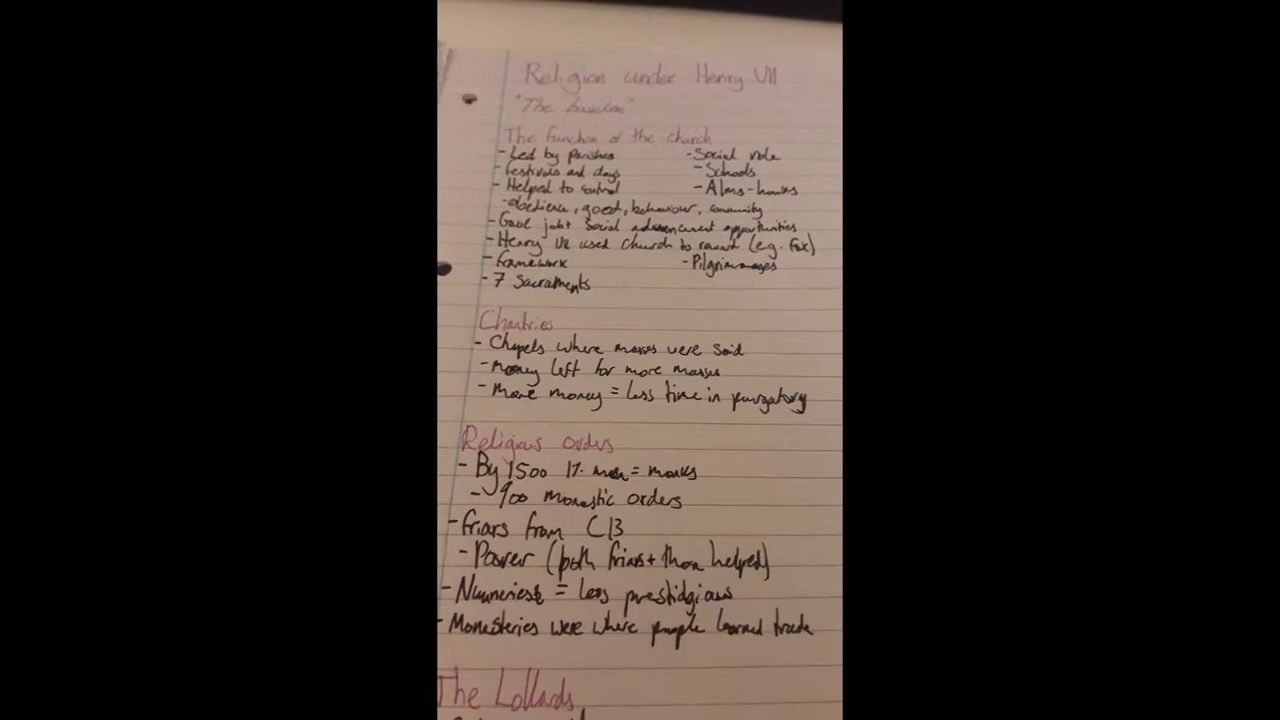 Religion under Henry VII
"The baseline"
The function of the church
- Led by parishes - Social role
- Festivals and days - Schools
- Helped to control - Alms-houses
- obedience, good, behaviour, community
- Gave jobs social advancement opportunities
- Henry VII used church to reward (e.g. Fox)
- Framework - Pilgrimages
- 7 Sacraments
Chantries
- Chapels where masses were said
- money left for more masses
- More money = less time in purgatory
Religious orders
- By 1500 1% men = monks
- 900 monastic orders
- Friars from C13
- Poorer (both friars + those helped)
- Nunneries = less prestidgious
- Monasteries were where people learned trade
The Lollards